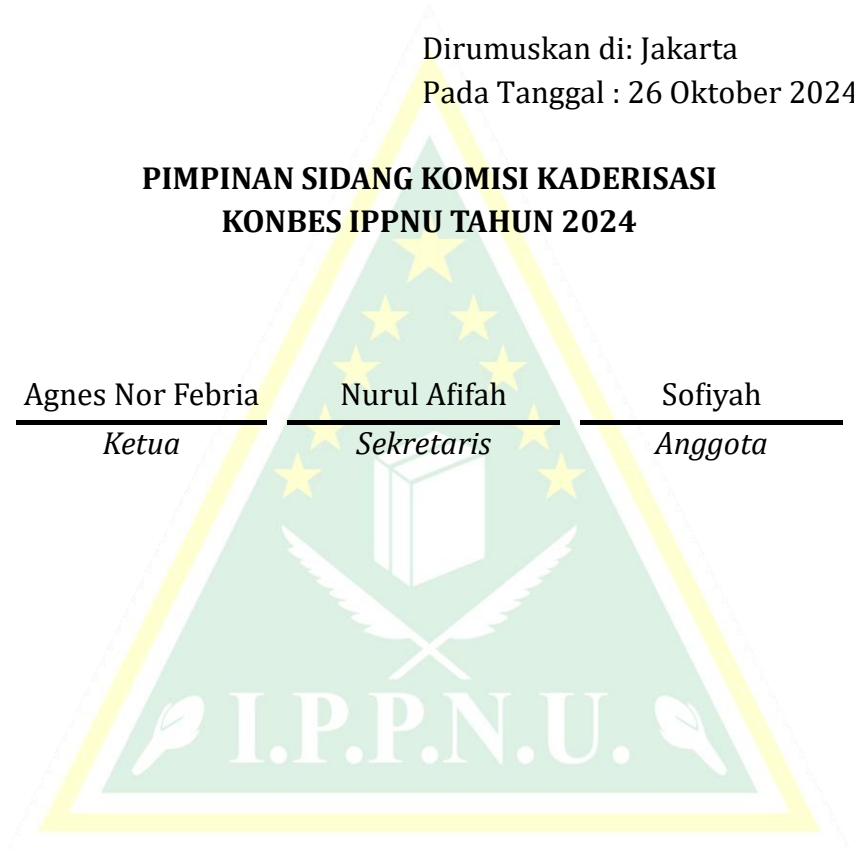 Dirumuskan di: Jakarta
Pada Tanggal : 26 Oktober 2024
PIMPINAN SIDANG KOMISI KADERISASI
KONBES IPPNU TAHUN 2024
Agnes Nor Febria Nurul Afifah Sofiyah
Ketua Sekretaris Anggota
I.P.P.N.U.